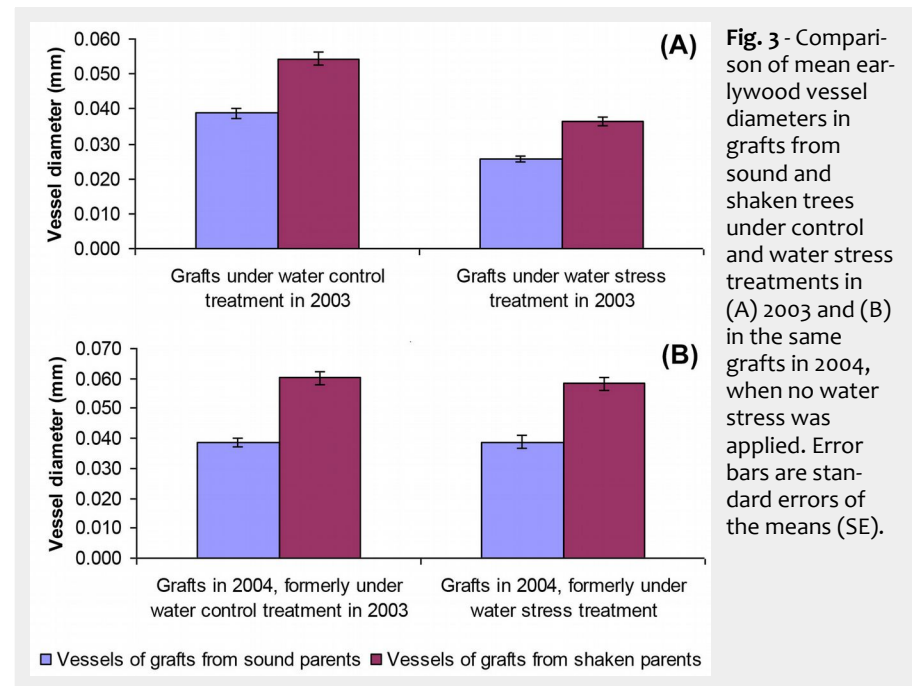 (A)
Vessel diameter (mm)
0.060
0.050
0.040
0.030
0.020
0.010
0.000
Grafts under water control
treatment in 2003
Grafts under water stress
treatment in 2003
(B)
Vessel diameter (mm)
0.070
0.060
0.050
0.040
0.030
0.020
0.010
0.000
Grafts in 2004, formerly under
water control treatment in 2003
Grafts in 2004, formerly under
water stress treatment
Vessels of grafts from sound parents
Vessels of grafts from shaken parents
Fig. 3 - Compari-
son of mean ear-
lywood vessel
diameters in
grafts from
sound and
shaken trees
under control
and water stress
treatments in
(A) 2003 and (B)
in the same
grafts in 2004,
when no water
stress was
applied. Error
bars are stan-
dard errors of
the means (SE).